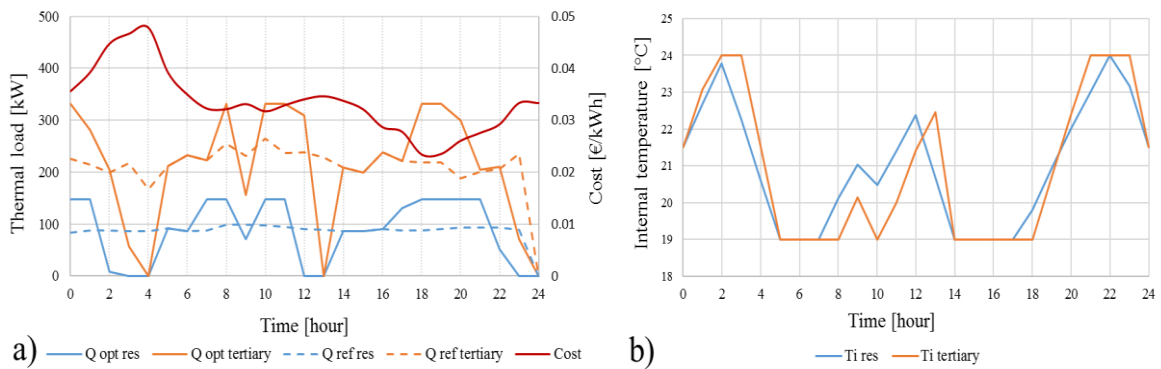 500
400
300
200
100
0
Thermal load [kW]
0.05
0.04
0.03
0.02
0.01
0
Cost [€/kWh]
0 2 4 6 8 10 12 14 16 18 20 22 24
Time [hour]
a)
Q opt res Q opt tertiary Q ref res Q ref tertiary Cost
25
24
23
22
21
20
19
18
Internal temperature [°C]
0 2 4 6 8 10 12 14 16 18 20 22 24
Time [hour]
b)
Ti res Ti tertiary